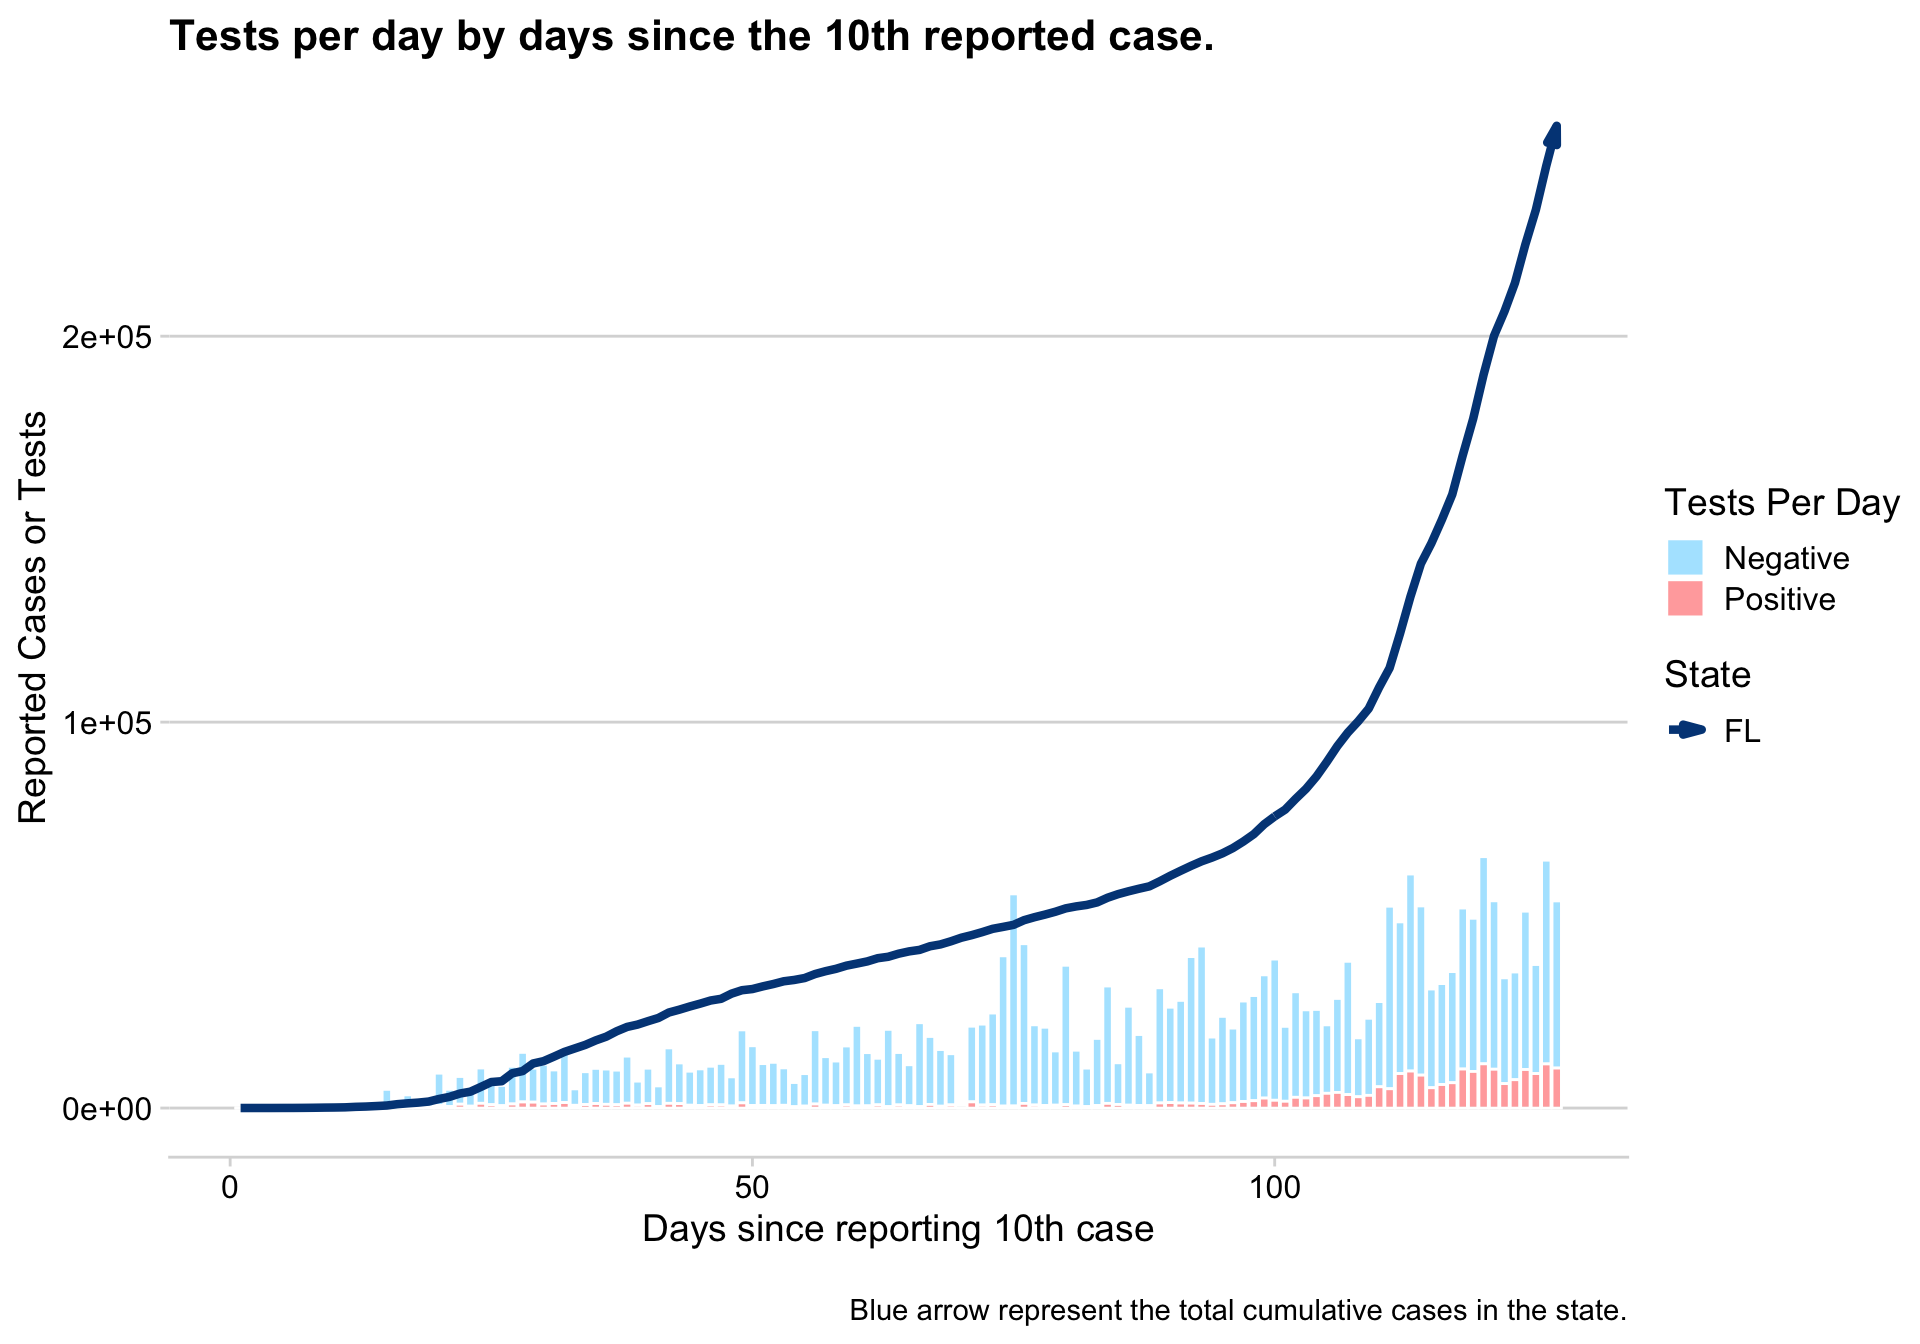 Tests per day by days since the 10th reported case.
Reported Cases or Tests
2e+05
1e+05
0e+00
0
50
100
Days since reporting 10th case
Tests Per Day
Negative
Positive
State
FL
Blue arrow represent the total cumulative cases in the state.